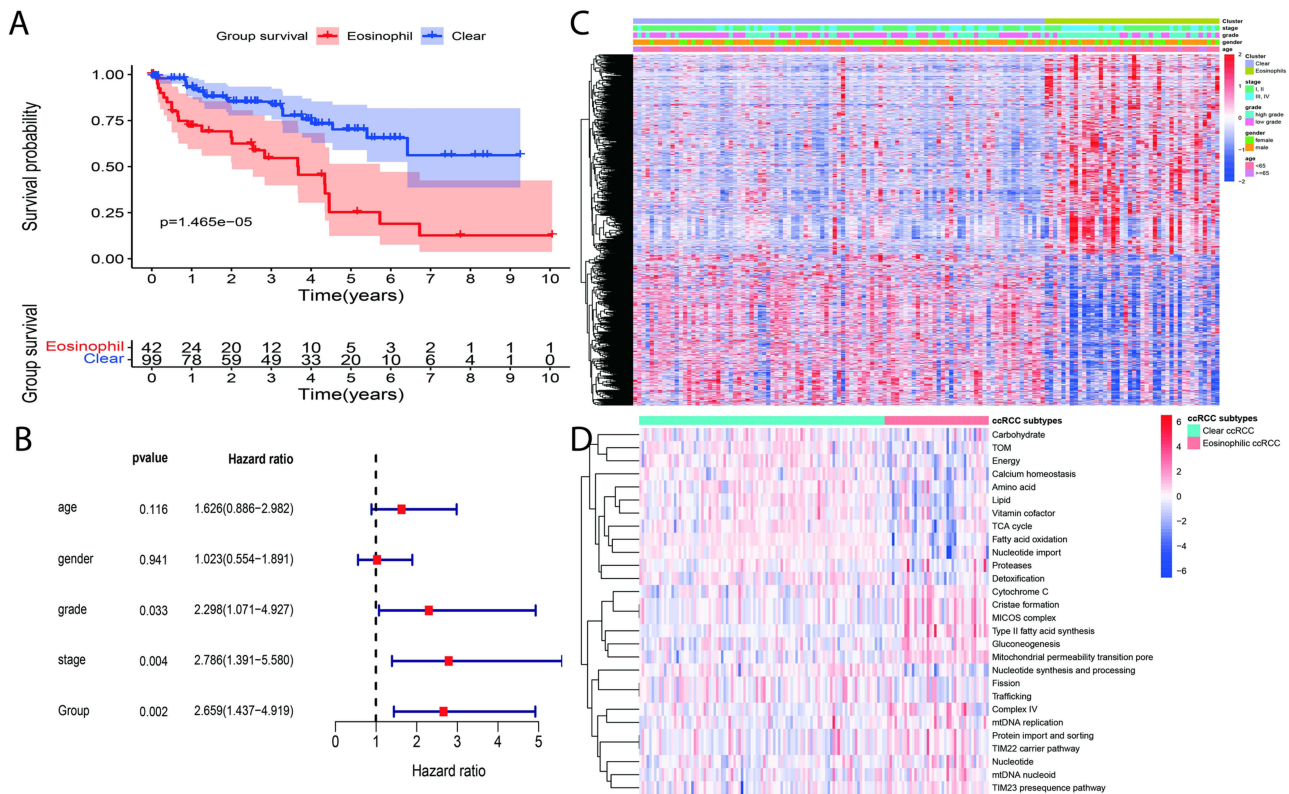 A
Group survival Eosinophil Clear
Survival probability
1.00
0.75
0.50
0.25
0.00
p=1.465e−05
0 1 2 3 4 5 6 7 8 9 10
Time(years)
Group survival
Eosinophil 42 24 20 12 10 5 3 2 1 1 1
Clear 99 78 59 49 33 20 10 6 4 1 0
0 1 2 3 4 5 6 7 8 9 10
Time(years)
B
pvalue Hazard ratio
age 0.116 1.626(0.886−2.982)
gender 0.941 1.023(0.554−1.891)
grade 0.033 2.298(1.071−4.927)
stage 0.004 2.786(1.391−5.580)
Group 0.002 2.659(1.437−4.919)
0 1 2 3 4 5
Hazard ratio
C
Cluster
stage
grade
gender
age
2
1
0
−1
−2
Cluster
Clear
Eosinophils
stage
I, II
III, IV
grade
high grade
low grade
gender
female
male
age
<65
>=65
D
ccRCC subtypes
Carbohydrate
TOM
Energy
Calcium homeostasis
Amino acid
Lipid
Vitamin cofactor
TCA cycle
Fatty acid oxidation
Nucleotide import
Proteases
Detoxification
Cytochrome C
Cristae formation
MICOS complex
Type II fatty acid synthesis
Gluconeogenesis
Mitochondrial permeability transition pore
Nucleotide synthesis and processing
Fission
Trafficking
Complex IV
mtDNA replication
Protein import and sorting
TIM22 carrier pathway
Nucleotide
mtDNA nucleoid
TIM23 presequence pathway
6
4
2
0
−2
−4
−6
ccRCC subtypes
Clear ccRCC
Eosinophilic ccRCC